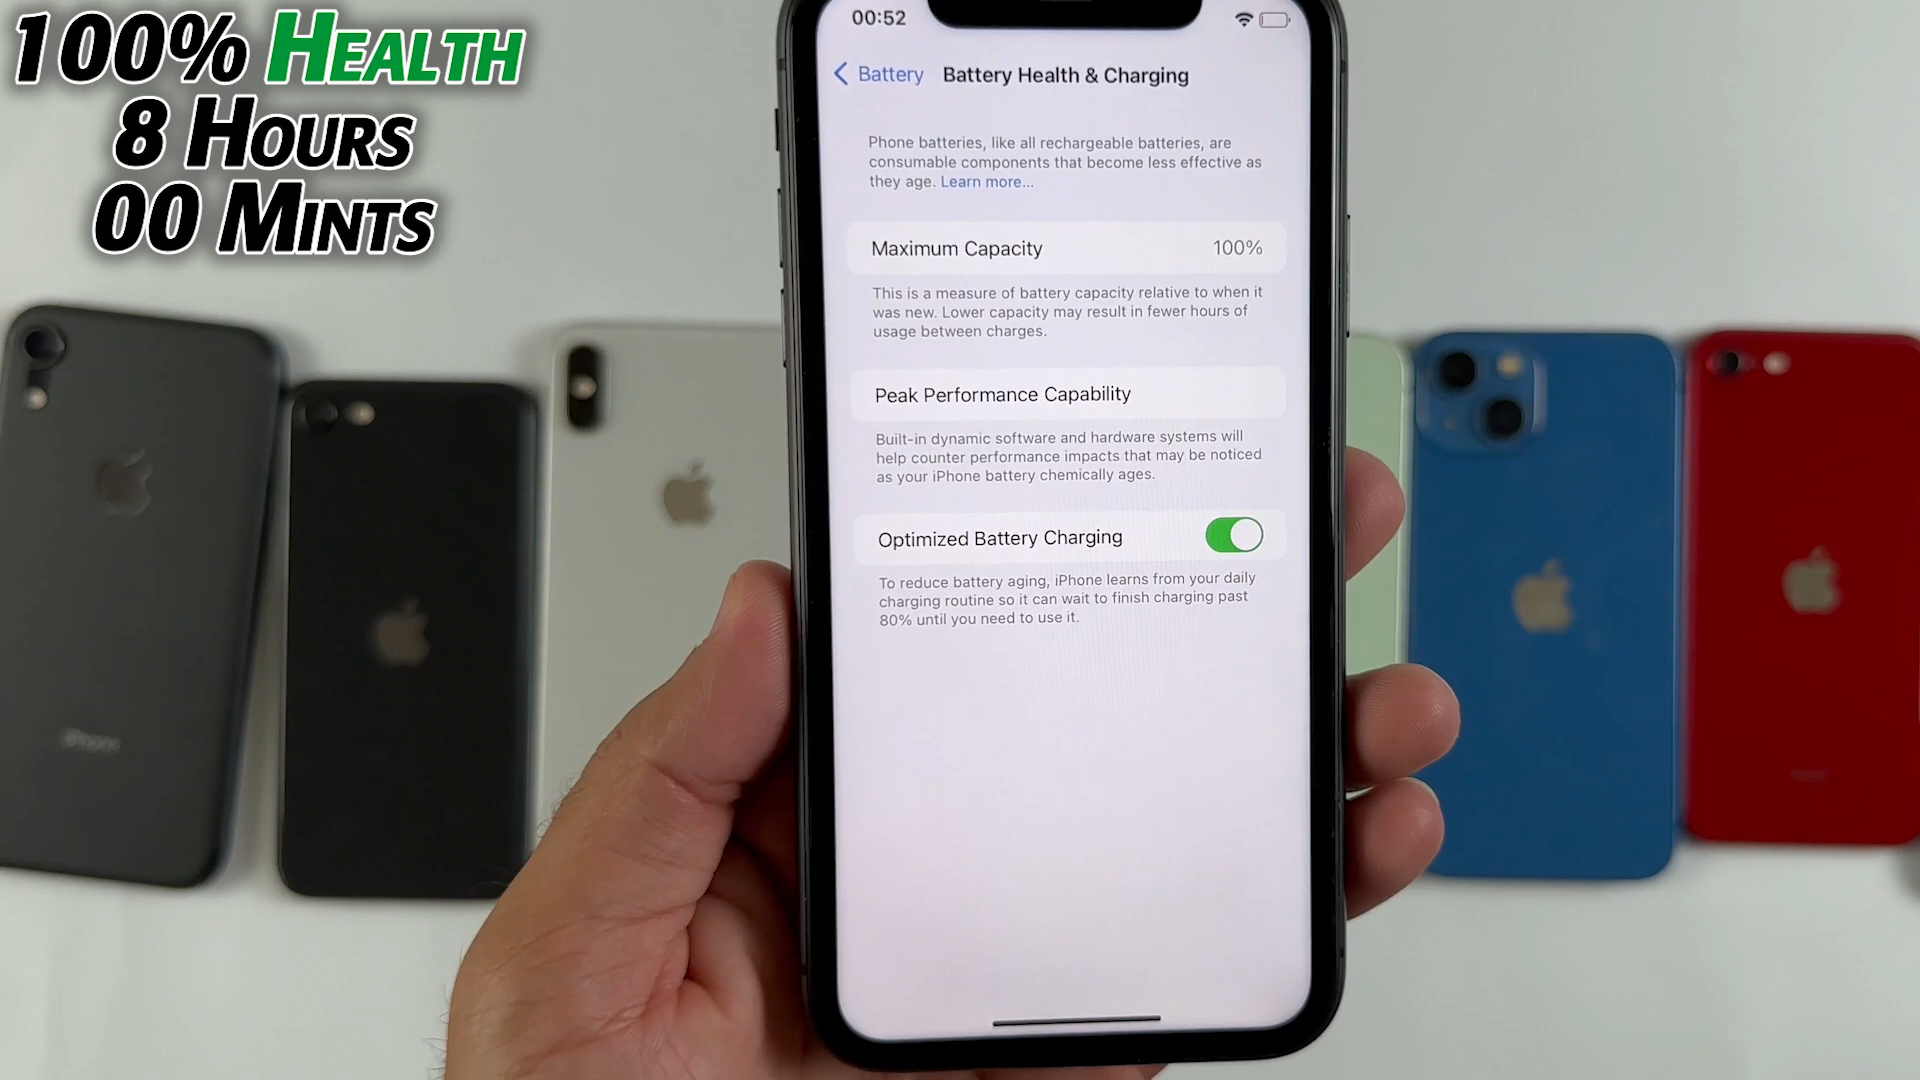 100% HEALTH
8 HOURS
00 MINTS
00:52
Battery
Battery Health & Charging
Phone batteries, like all rechargeable batteries, are
consumable components that become less effective as
they age. Learn more...
Maximum Capacity 100%
This is a measure of battery capacity relative to when it
was new. Lower capacity may result in fewer hours of
usage between charges.
Peak Performance Capability
Built-in dynamic software and hardware systems will
help counter performance impacts that may be noticed
as your iPhone battery chemically ages.
Optimized Battery Charging
To reduce battery aging, iPhone learns from your daily
charging routine so it can wait to finish charging past
80% until you need to use it.
iPhone